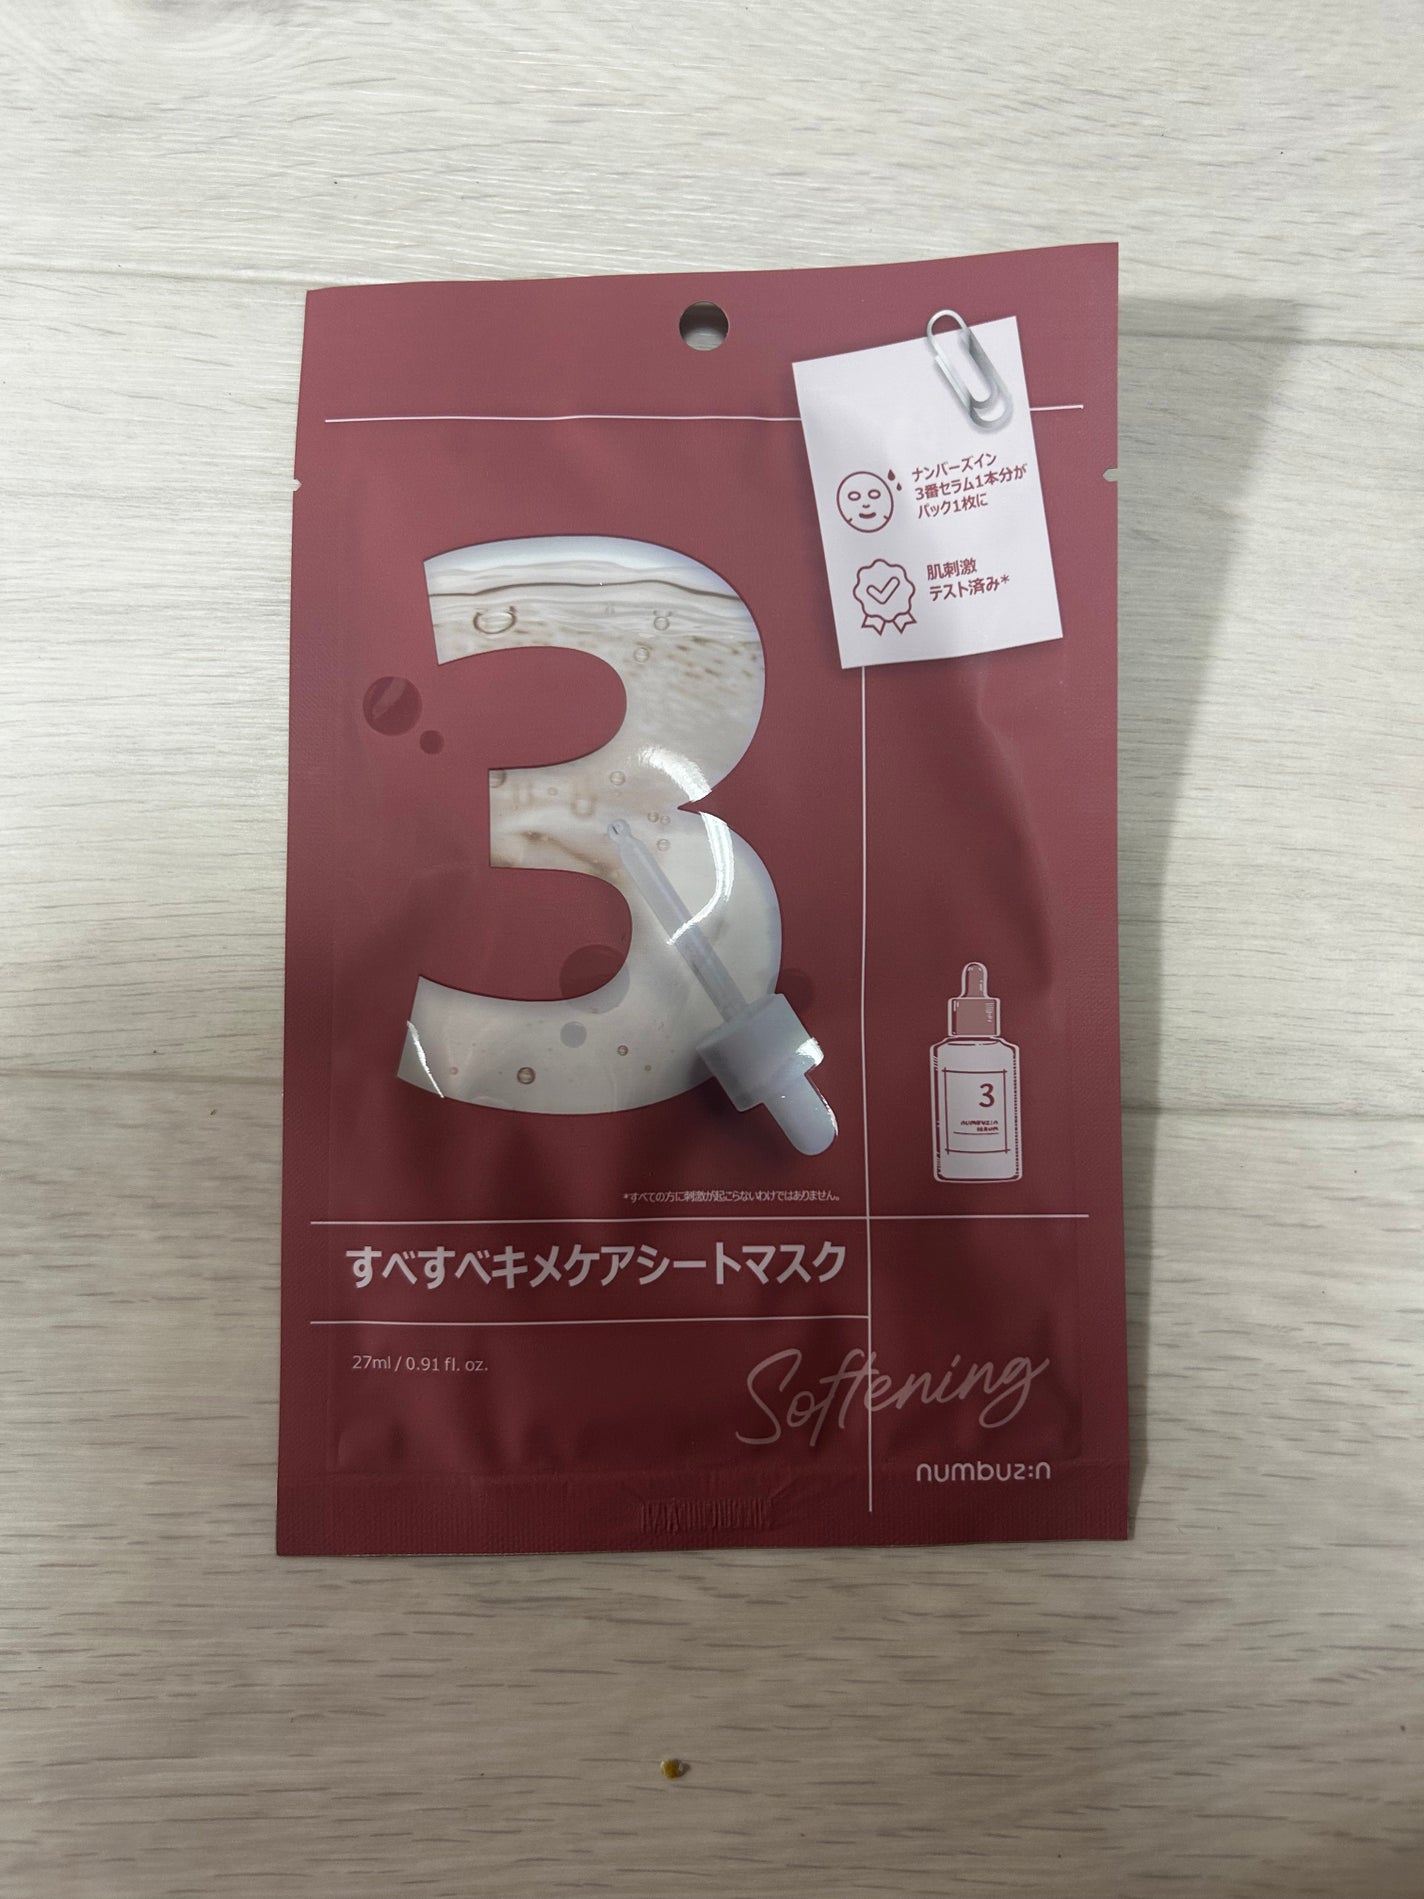 ナンバーズイン
3番セラム1本分が
パック1枚に
肌刺激
テスト済み*
3
3
numbuz:n
SERUM
*すべての方に刺激が起こらないわけではありません。
すべすべキメケアシートマスク
27ml / 0.91 fl. oz.
Softening
numbuz:n